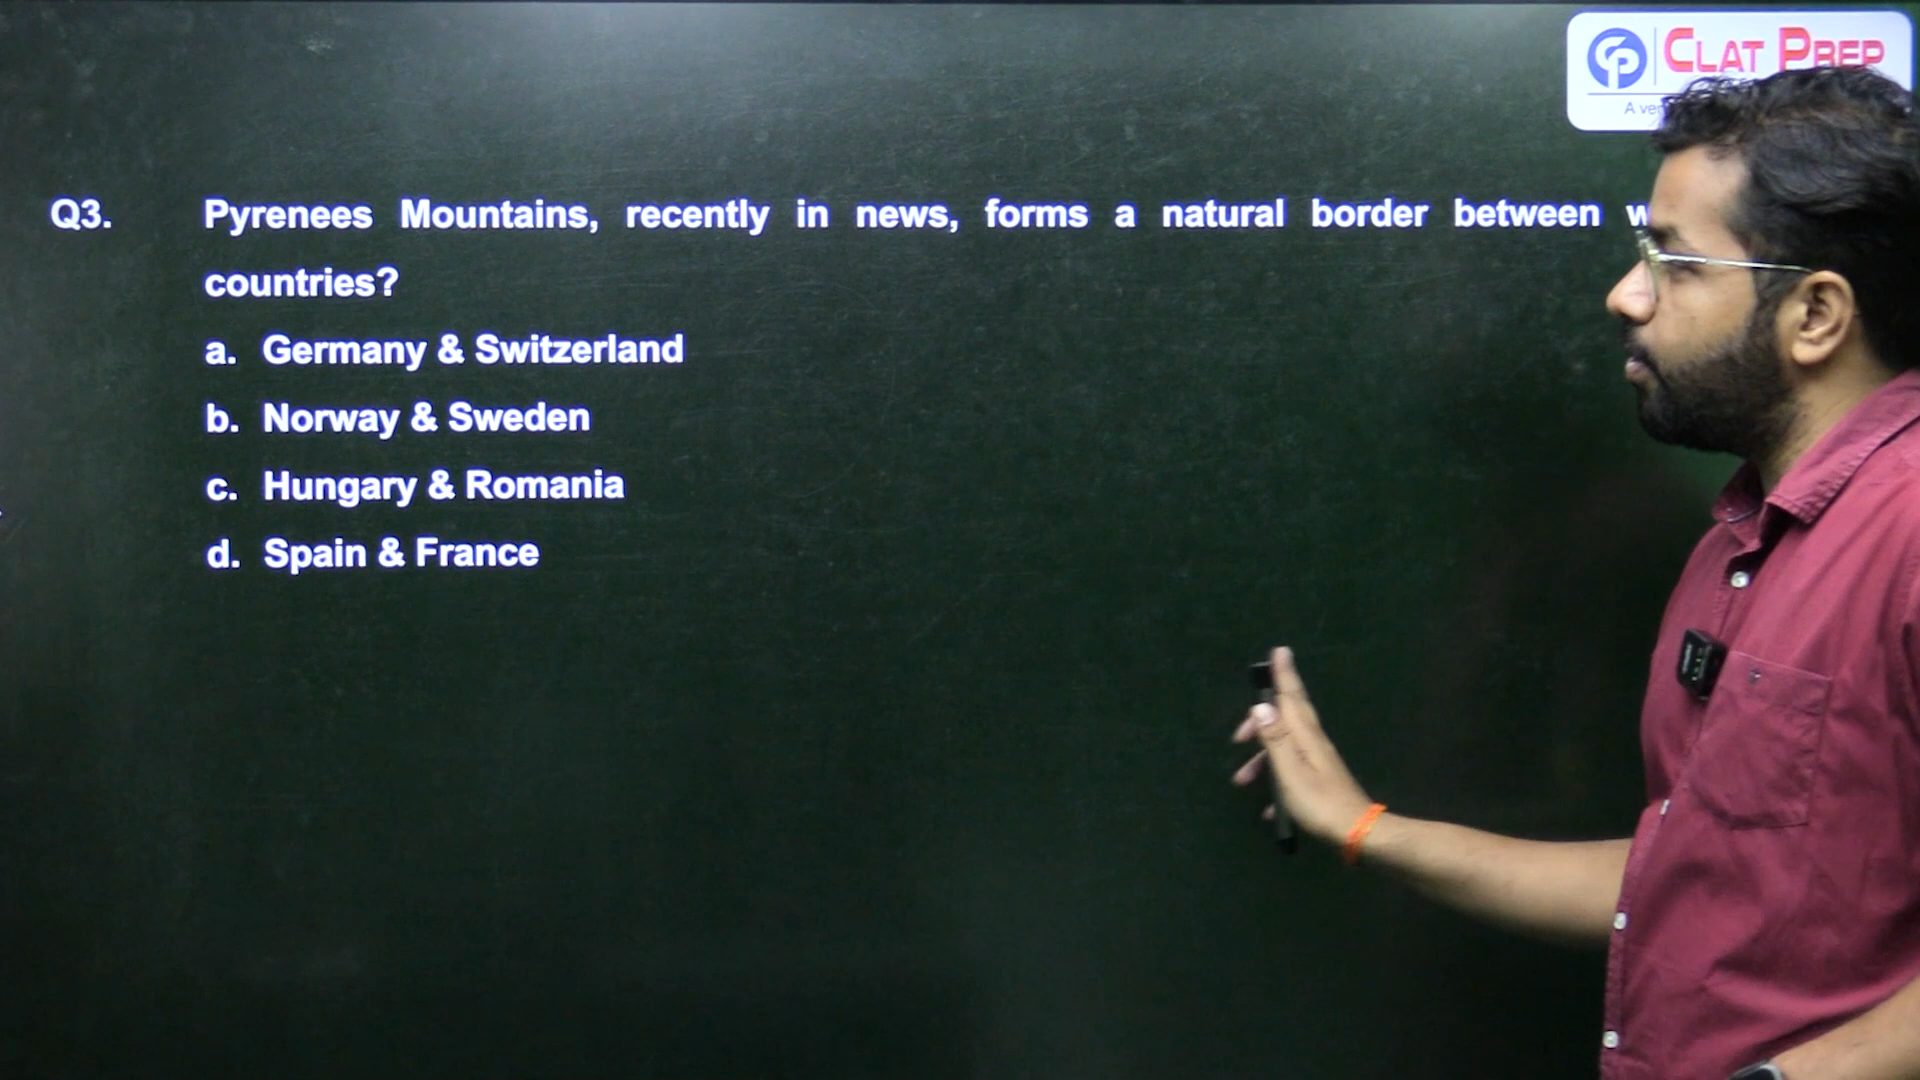 CLAT PREP
Q3. Pyrenees Mountains, recently in news, forms a natural border between
countries?
a. Germany & Switzerland
b. Norway & Sweden
c. Hungary & Romania
d. Spain & France